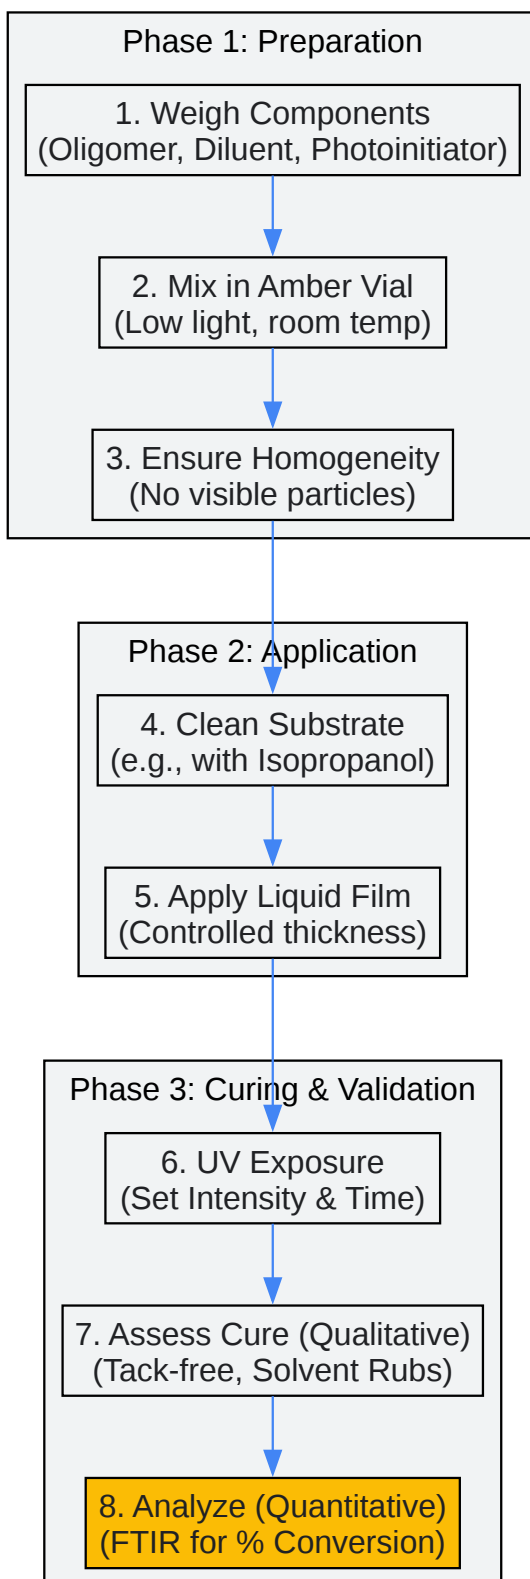 Phase 1: Preparation
1. Weigh Components
(Oligomer, Diluent, Photoinitiator)
2. Mix in Amber Vial
(Low light, room temp)
3. Ensure Homogeneity
(No visible particles)
Phase 2: Application
4. Clean Substrate
(e.g., with Isopropanol)
5. Apply Liquid Film
(Controlled thickness)
Phase 3: Curing & Validation
6. UV Exposure
(Set Intensity & Time)
7. Assess Cure (Qualitative)
(Tack-free, Solvent Rubs)
8. Analyze (Quantitative)
(FTIR for % Conversion)